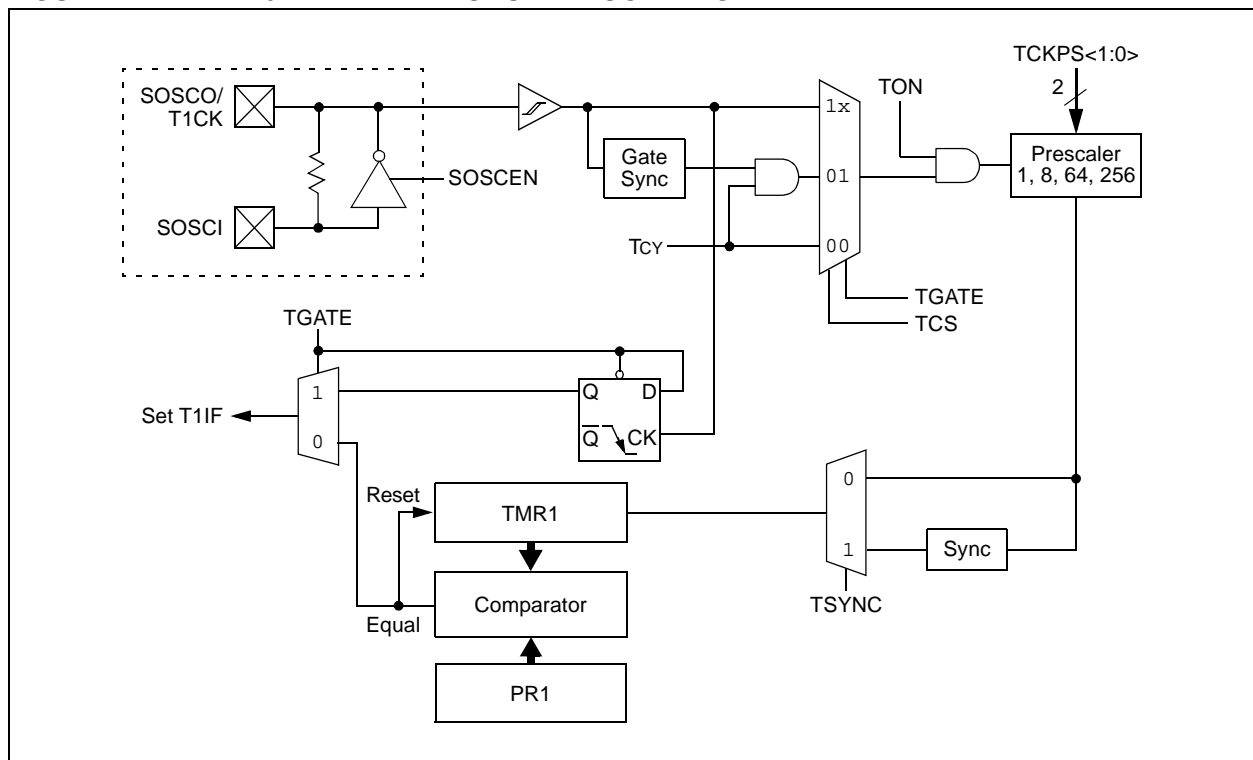 SOSCO/
T1CK
SOSCI
SOSCEN
Gate
Sync
TCY
1x
01
00
TON
TCKPS<1:0>
2
Prescaler
1, 8, 64, 256
TGATE
TCS
TGATE
1
0
Set T1IF
Q
D
Q
CK
Reset
TMR1
Equal
Comparator
PR1
0
1
Sync
TSYNC